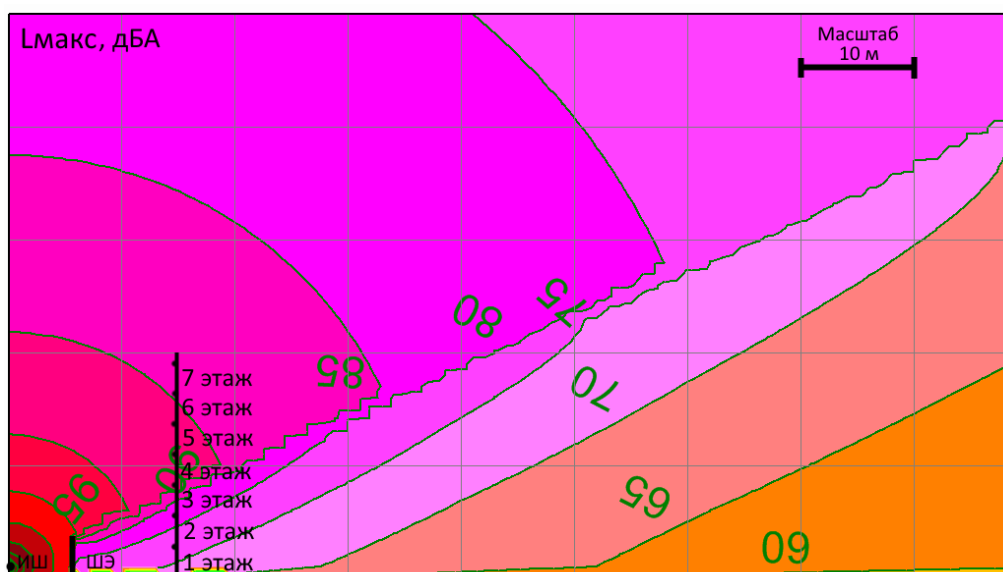 Lмакс, дБА
Масштаб
10 м
75
80
85
7 этаж
70
6 этаж
5 этаж
90
4 этаж
95
3 этаж
65
2 этаж
60
ИШ
ШЭ
1 этаж